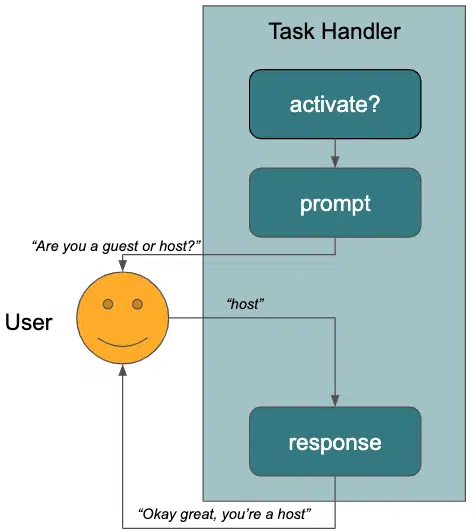 Task Handler
activate?
prompt
“Are you a guest or host?”
“host”
User
response
“Okay great, you’re a host”